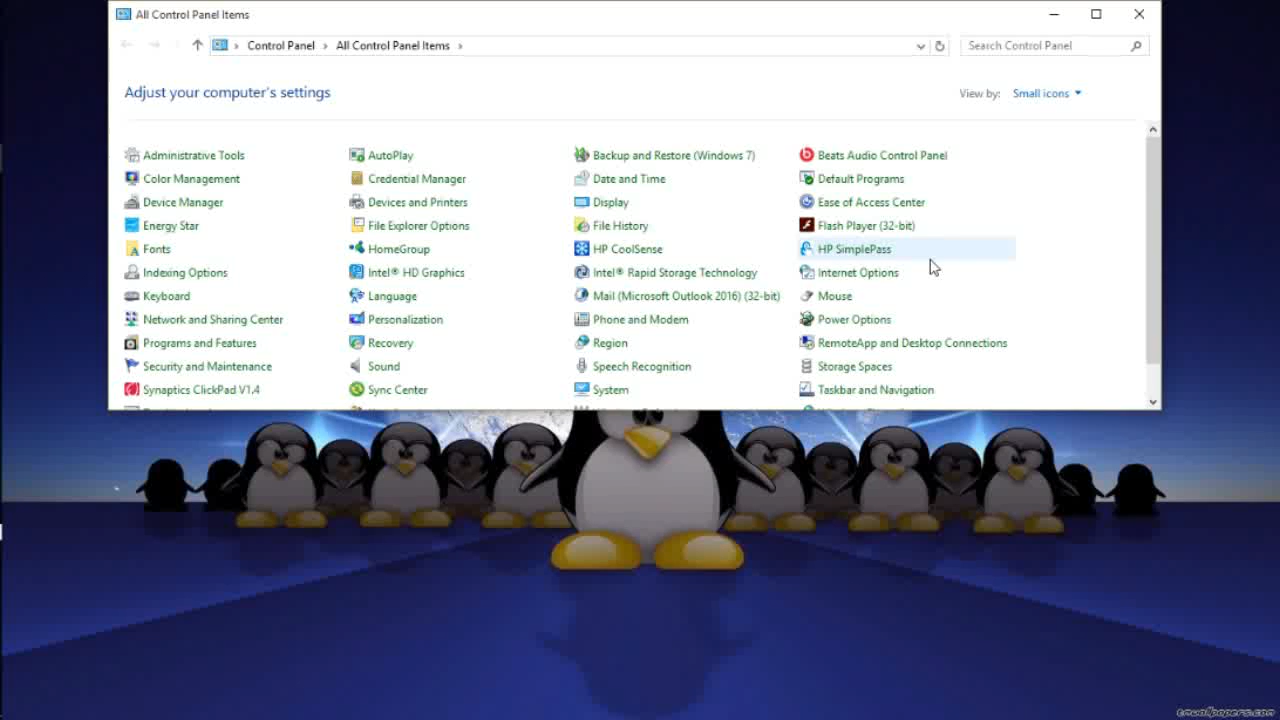 All Control Panel Items
Control Panel > All Control Panel Items >
Search Control Panel
Adjust your computer's settings
View by: Small icons
Administrative Tools AutoPlay Backup and Restore (Windows 7) Beats Audio Control Panel
Color Management Credential Manager Date and Time Default Programs
Device Manager Devices and Printers Display Ease of Access Center
Energy Star File Explorer Options File History Flash Player (32-bit)
Fonts HomeGroup HP CoolSense HP SimplePass
Indexing Options Intel® HD Graphics Intel® Rapid Storage Technology Internet Options
Keyboard Language Mail (Microsoft Outlook 2016) (32-bit) Mouse
Network and Sharing Center Personalization Phone and Modem Power Options
Programs and Features Recovery Region RemoteApp and Desktop Connections
Security and Maintenance Sound Speech Recognition Storage Spaces
Synaptics ClickPad V1.4 Sync Center System Taskbar and Navigation